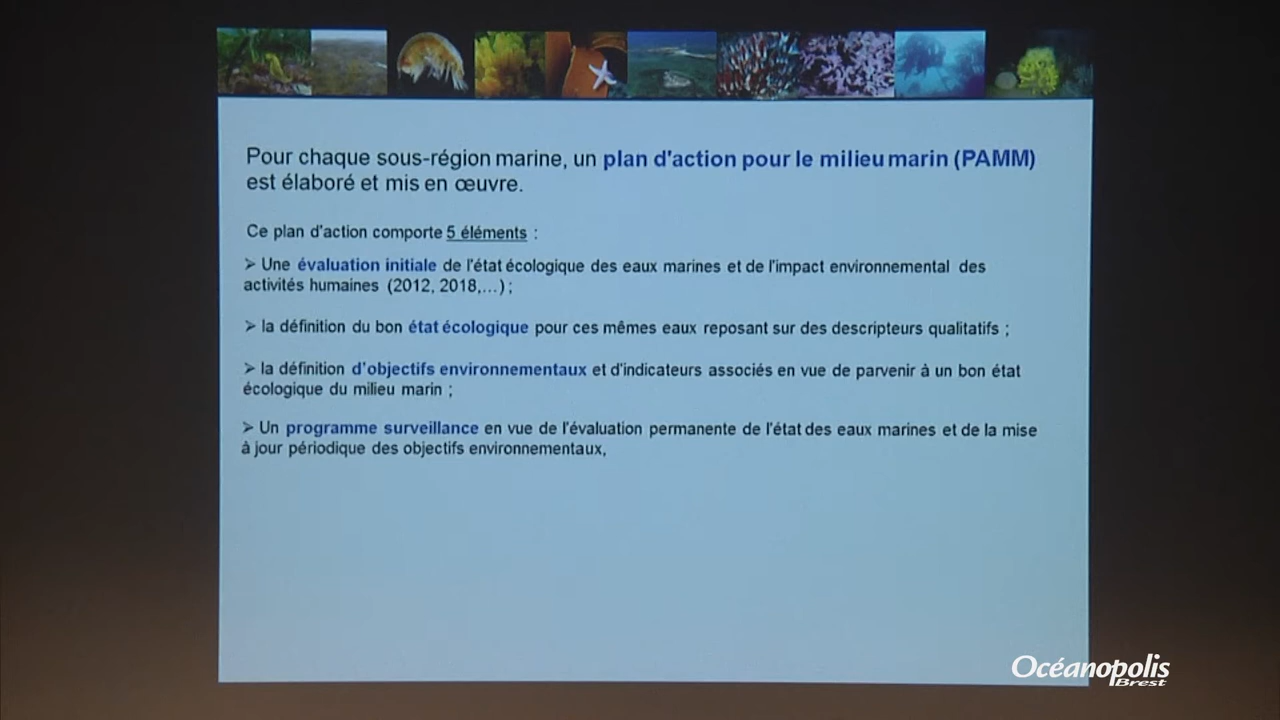 Pour chaque sous-région marine, un plan d'action pour le milieu marin (PAMM)
est élaboré et mis en œuvre.
Ce plan d'action comporte 5 éléments :
➢ Une évaluation initiale de l'état écologique des eaux marines et de l'impact environnemental des
activités humaines (2012, 2018,...) ;
➢ la définition du bon état écologique pour ces mêmes eaux reposant sur des descripteurs qualitatifs ;
➢ la définition d'objectifs environnementaux et d'indicateurs associés en vue de parvenir à un bon état
écologique du milieu marin ;
➢ Un programme surveillance en vue de l'évaluation permanente de l'état des eaux marines et de la mise
à jour périodique des objectifs environnementaux,
Océanopolis
Brest